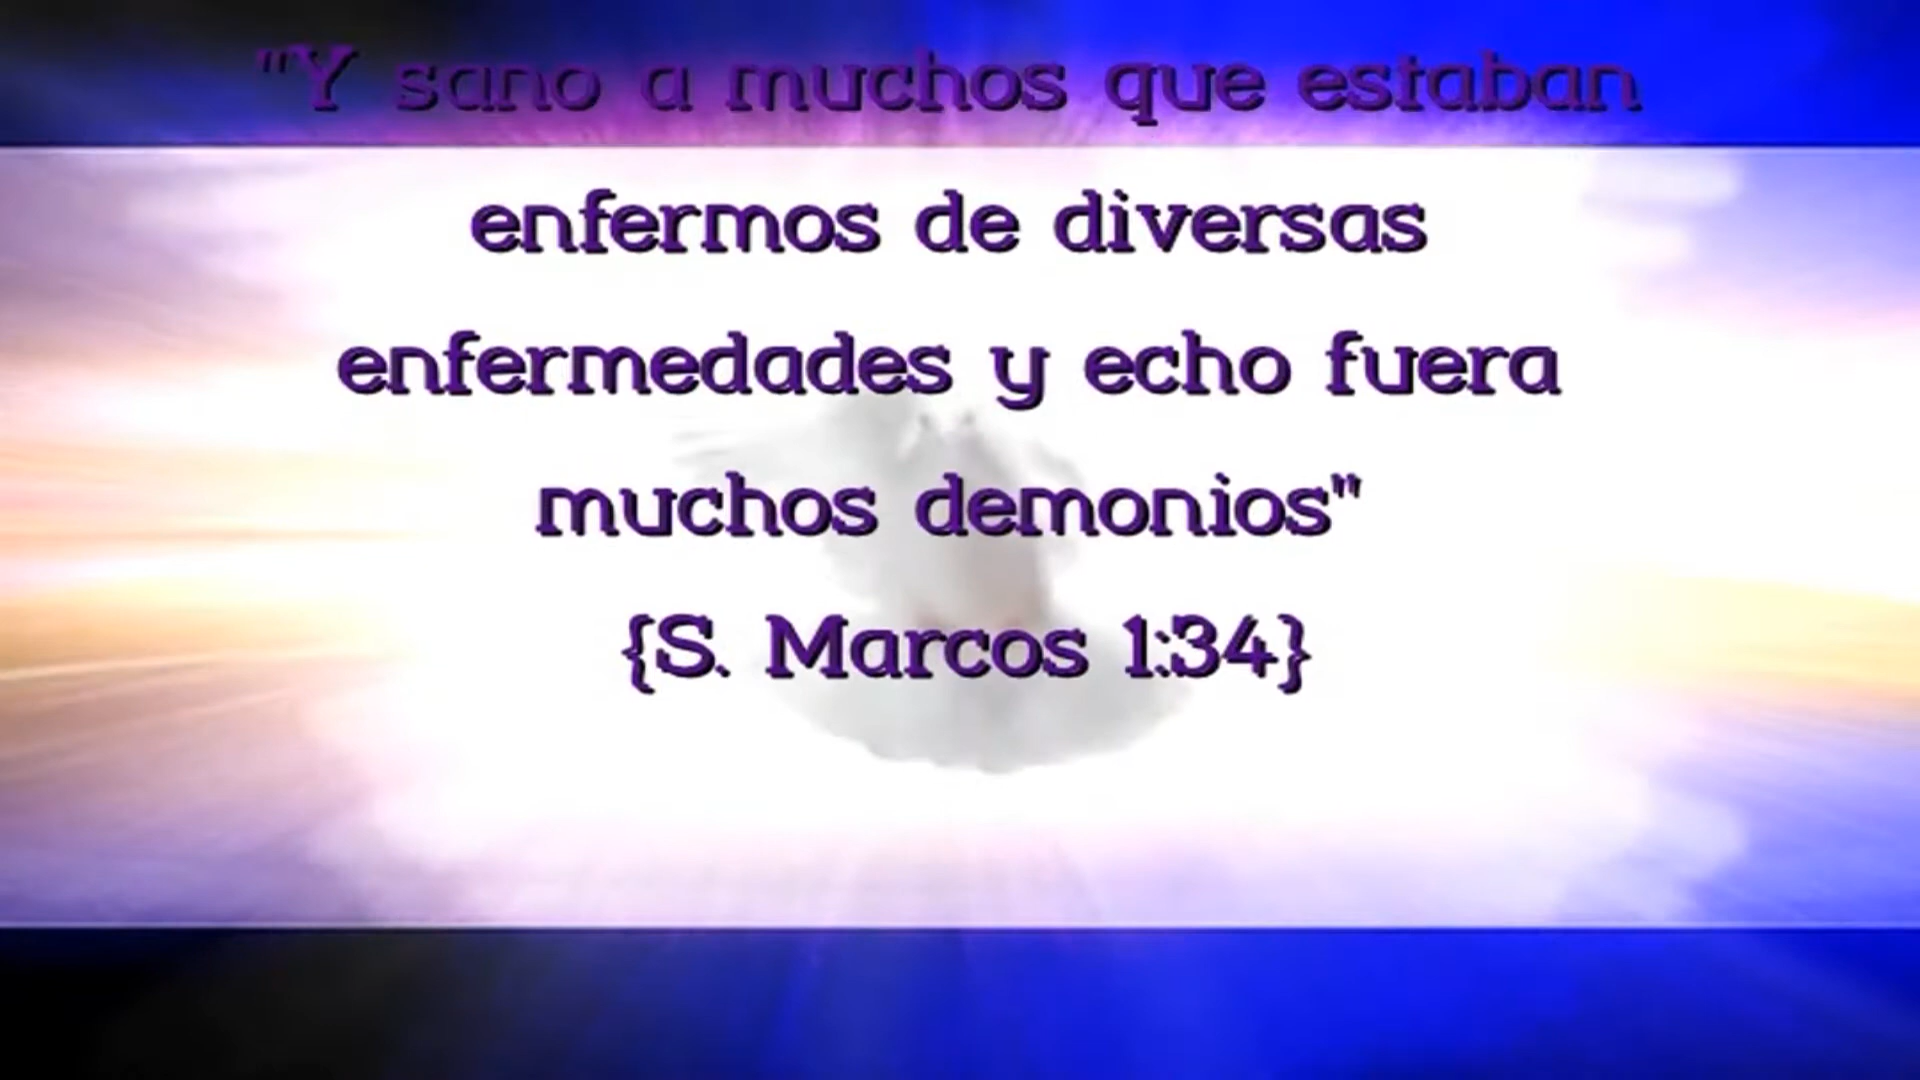 "Y sano a muchos que estaban
enfermos de diversas
enfermedades y echo fuera
muchos demonios"
{S. Marcos 1:34}